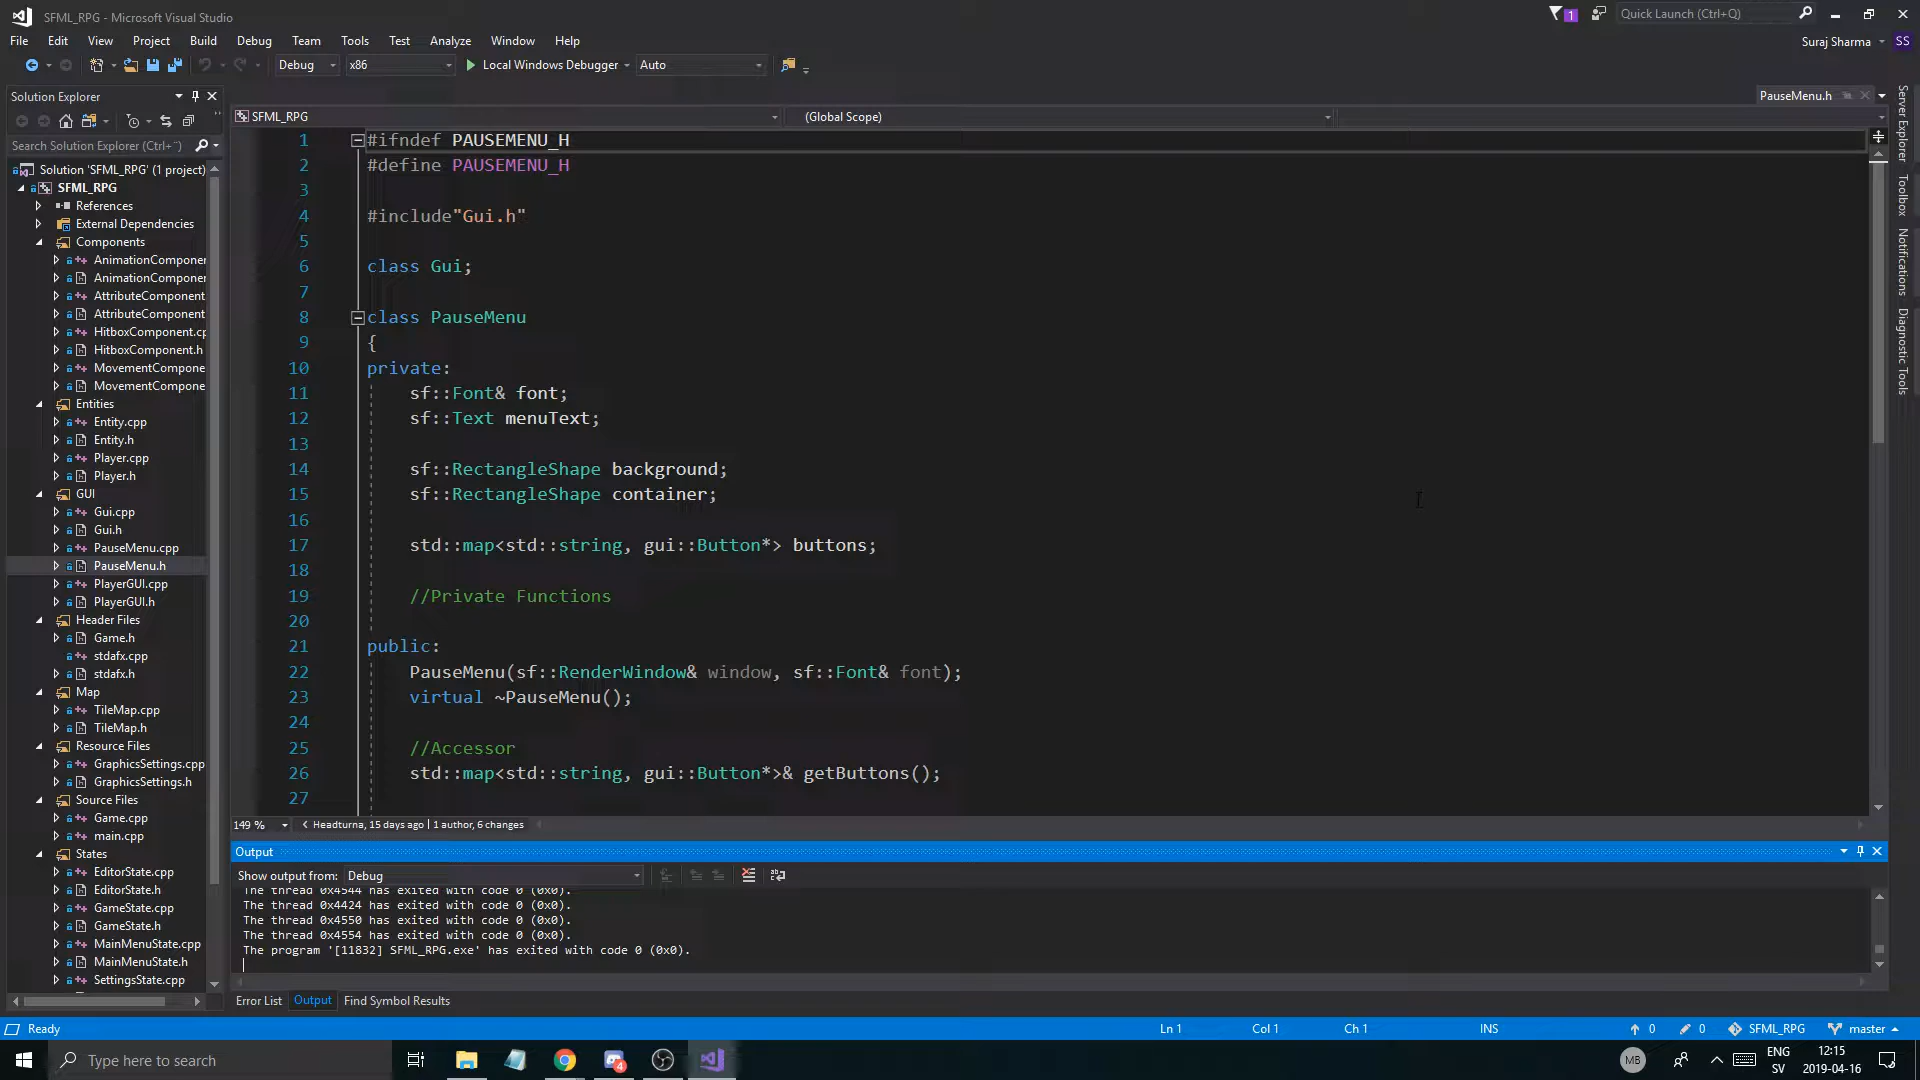 SFML_RPG - Microsoft Visual Studio
1
Quick Launch (Ctrl+Q)
File Edit View Project Build Debug Team Tools Test Analyze Window Help
Suraj Sharma SS
Debug x86 Local Windows Debugger Auto
Solution Explorer
PauseMenu.h
SFML_RPG
(Global Scope)
Search Solution Explorer (Ctrl+¨)
Solution 'SFML_RPG' (1 project)
SFML_RPG
References
External Dependencies
Components
AnimationComponen
AnimationComponen
AttributeComponent
AttributeComponent
HitboxComponent.cp
HitboxComponent.h
MovementCompone
MovementCompone
Entities
Entity.cpp
Entity.h
Player.cpp
Player.h
GUI
Gui.cpp
Gui.h
PauseMenu.cpp
PauseMenu.h
PlayerGUI.cpp
PlayerGUI.h
Header Files
Game.h
stdafx.cpp
stdafx.h
Map
TileMap.cpp
TileMap.h
Resource Files
GraphicsSettings.cpp
GraphicsSettings.h
Source Files
Game.cpp
main.cpp
States
EditorState.cpp
EditorState.h
GameState.cpp
GameState.h
MainMenuState.cpp
MainMenuState.h
SettingsState.cpp
1 #ifndef PAUSEMENU_H
2 #define PAUSEMENU_H
3
4 #include"Gui.h"
5
6 class Gui;
7
8 class PauseMenu
9 {
10 private:
11 sf::Font& font;
12 sf::Text menuText;
13
14 sf::RectangleShape background;
15 sf::RectangleShape container;
16
17 std::map<std::string, gui::Button*> buttons;
18
19 //Private Functions
20
21 public:
22 PauseMenu(sf::RenderWindow& window, sf::Font& font);
23 virtual ~PauseMenu();
24
25 //Accessor
26 std::map<std::string, gui::Button*>& getButtons();
27
Server Explorer
Toolbox
Notifications
Diagnostic Tools
149 % Headturna, 15 days ago | 1 author, 6 changes
Output
Show output from: Debug
The thread 0x4544 has exited with code 0 (0x0).
The thread 0x4424 has exited with code 0 (0x0).
The thread 0x4550 has exited with code 0 (0x0).
The thread 0x4554 has exited with code 0 (0x0).
The program '[11832] SFML_RPG.exe' has exited with code 0 (0x0).
Error List Output Find Symbol Results
Ready Ln 1 Col 1 Ch 1 INS 0 0 SFML_RPG master
Type here to search
4
MB
ENG
SV
12:15
2019-04-16